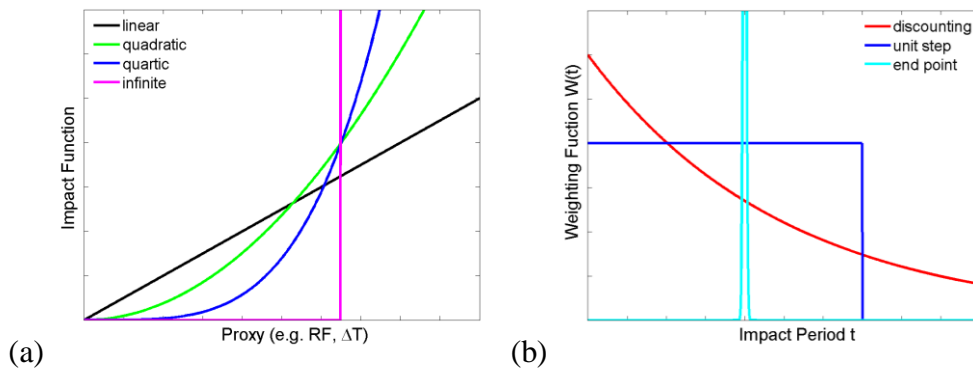 linear
quadratic
quartic
infinite
Impact Function
Proxy (e.g. RF, ΔT)
(a)
discounting
unit step
end point
Weighting Fuction W(t)
Impact Period t
(b)